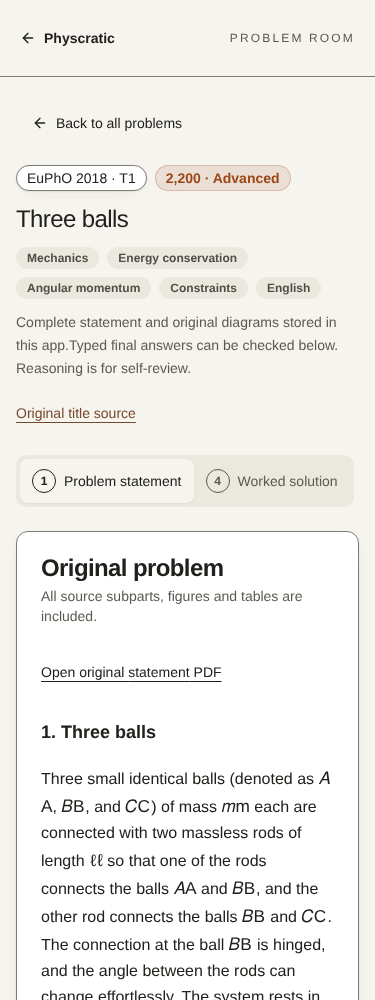 Physcratic
PROBLEM ROOM
Back to all problems
EuPhO 2018 · T1
2,200 · Advanced
Three balls
Mechanics
Energy conservation
Angular momentum
Constraints
English
Complete statement and original diagrams stored in
this app.Typed final answers can be checked below.
Reasoning is for self-review.
Original title source
1 Problem statement
4 Worked solution
Original problem
All source subparts, figures and tables are
included.
Open original statement PDF
1. Three balls
Three small identical balls (denoted as A
A, BB, and CC) of mass mm each are
connected with two massless rods of
length ℓℓ so that one of the rods
connects the balls AA and BB, and the
other rod connects the balls BB and CC.
The connection at the ball BB is hinged,
and the angle between the rods can
change effortlessly. The system rests in